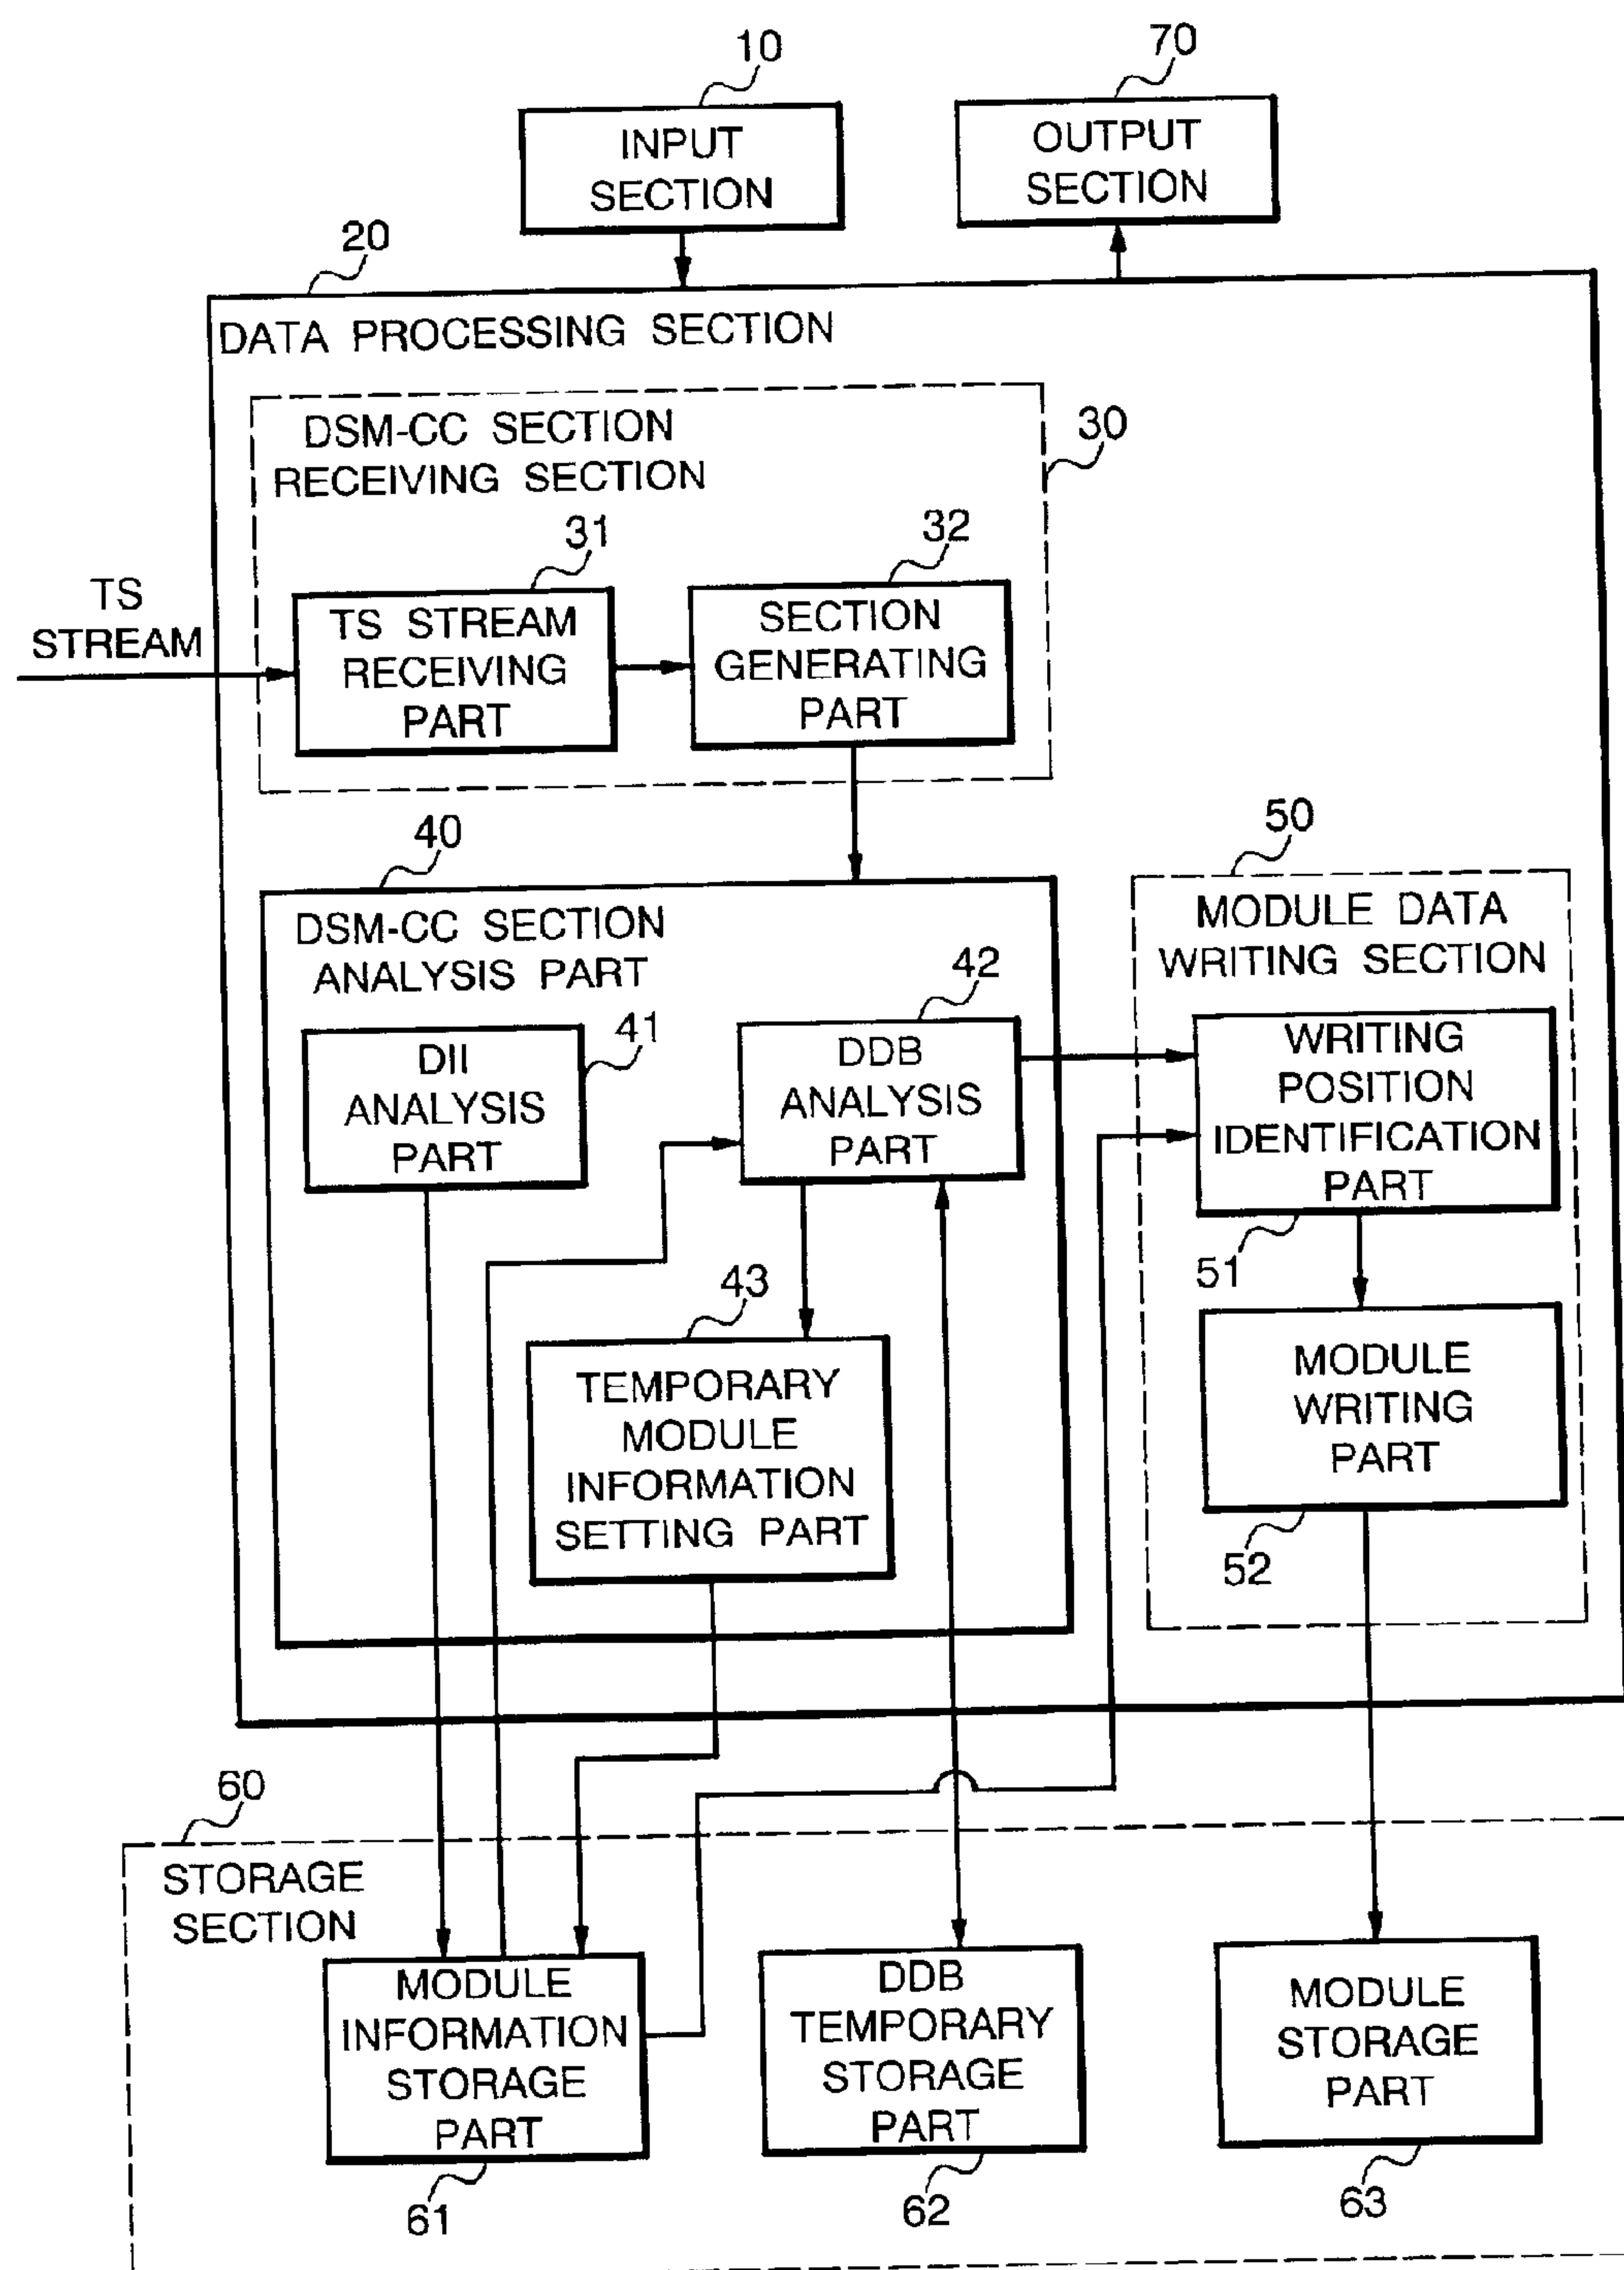 10
70
INPUT
SECTION
OUTPUT
SECTION
20
DATA PROCESSING SECTION
DSM-CC SECTION
RECEIVING SECTION
30
31
32
TS
STREAM
TS STREAM
RECEIVING
PART
SECTION
GENERATING
PART
40
50
DSM-CC SECTION
ANALYSIS PART
MODULE DATA
WRITING SECTION
41
42
DII
ANALYSIS
PART
DDB
ANALYSIS
PART
WRITING
POSITION
IDENTIFICATION
PART
51
43
TEMPORARY
MODULE
INFORMATION
SETTING PART
MODULE
WRITING
PART
52
60
STORAGE
SECTION
MODULE
INFORMATION
STORAGE
PART
61
DDB
TEMPORARY
STORAGE
PART
62
MODULE
STORAGE
PART
63